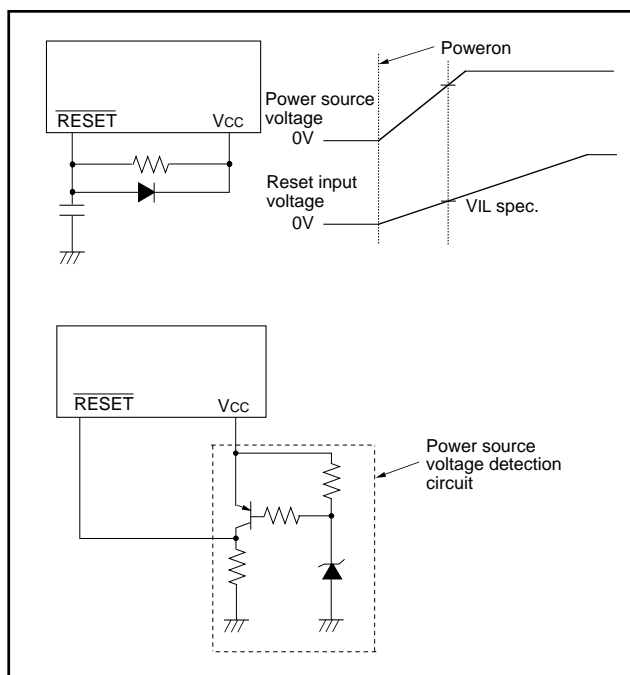 Poweron
Power source
voltage
0V
RESET
VCC
Reset input
voltage
0V
VIL spec.
RESET
VCC
Power source
voltage detection
circuit